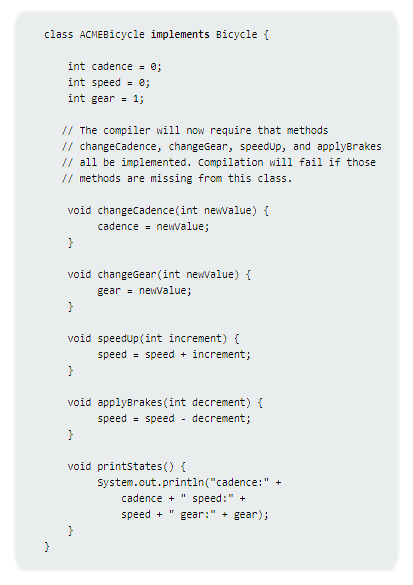 class ACMEBicycle implements Bicycle {
int cadence = 0;
int speed = 0;
int gear = 1;
// The compiler will now require that methods
// changeCadence, changeGear, speedUp, and applyBrakes
// all be implemented. Compilation will fail if those
// methods are missing from this class.
void changeCadence(int newValue) {
cadence = newValue;
}
void changeGear(int newValue) {
gear = newValue;
}
void speedUp(int increment) {
speed = speed + increment;
}
void applyBrakes(int decrement) {
speed = speed - decrement;
}
void printStates() {
System.out.println("cadence:" +
cadence + " speed:" +
speed + " gear:" + gear);
}
}